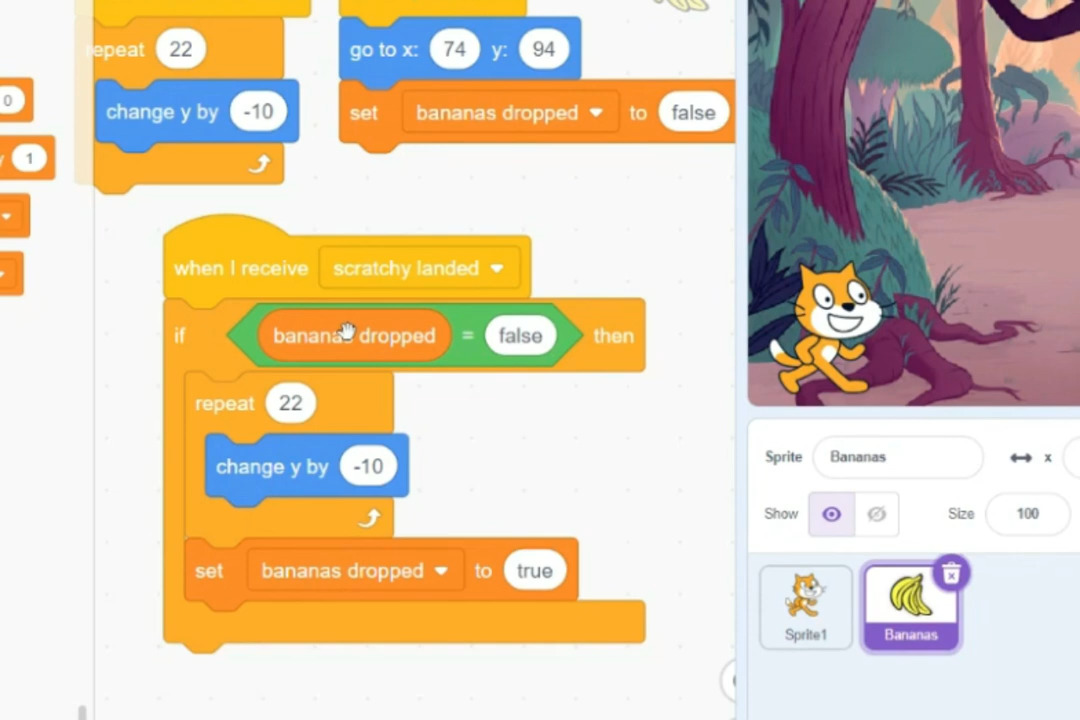 repeat 22
change y by -10
go to x: 74 y: 94
set bananas dropped to false
0
y 1
when I receive scratchy landed
if bananas dropped = false then
repeat 22
change y by -10
set bananas dropped to true
Sprite Bananas x
Show Size 100
Sprite1 Bananas